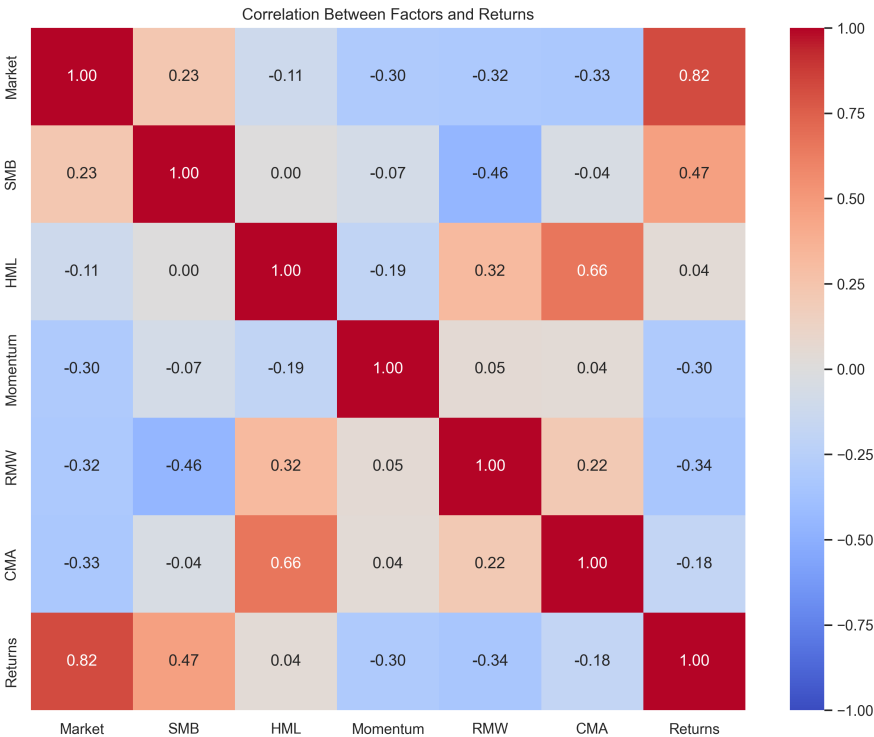 Correlation Between Factors and Returns
Market 1.00 0.23 -0.11 -0.30 -0.32 -0.33 0.82
SMB 0.23 1.00 0.00 -0.07 -0.46 -0.04 0.47
HML -0.11 0.00 1.00 -0.19 0.32 0.66 0.04
Momentum -0.30 -0.07 -0.19 1.00 0.05 0.04 -0.30
RMW -0.32 -0.46 0.32 0.05 1.00 0.22 -0.34
CMA -0.33 -0.04 0.66 0.04 0.22 1.00 -0.18
Returns 0.82 0.47 0.04 -0.30 -0.34 -0.18 1.00
Market SMB HML Momentum RMW CMA Returns
1.00
0.75
0.50
0.25
0.00
−0.25
−0.50
−0.75
−1.00